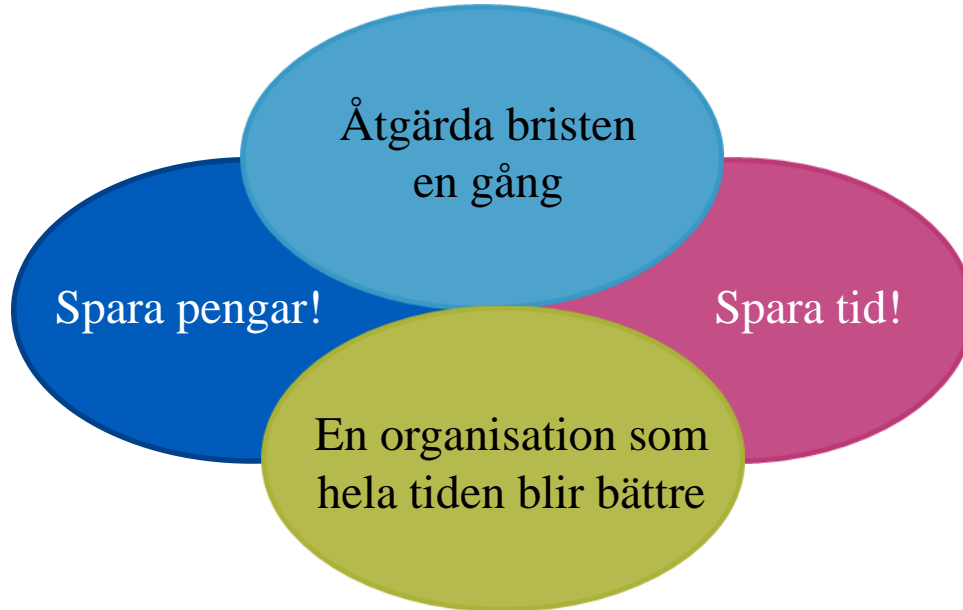 Åtgärda bristen
en gång
Spara pengar!
Spara tid!
En organisation som
hela tiden blir bättre